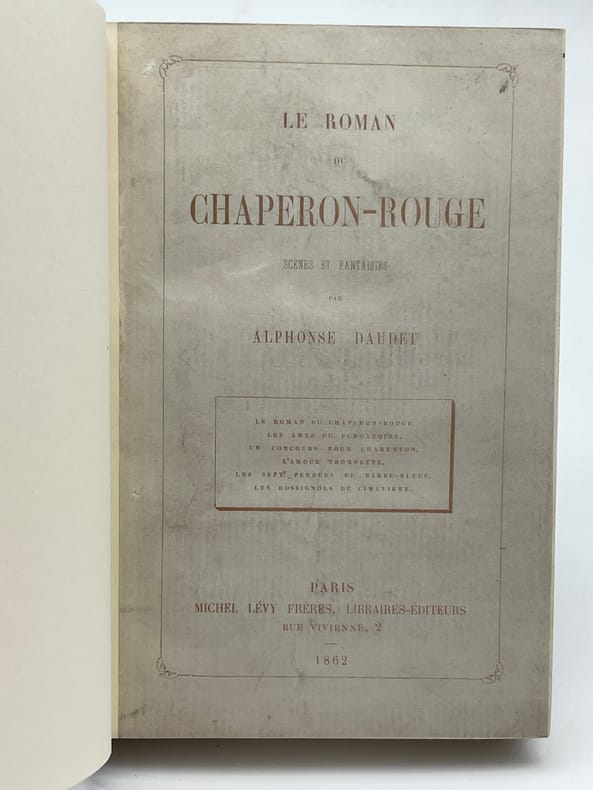 LE ROMAN
DU
CHAPERON-ROUGE
SCÈNES ET FANTAISIES
PAR
ALPHONSE DAUDET
LE ROMAN DU CHAPERON-ROUGE.
LES AMES DU PURGATOIRE.
UN CONCOURS POUR CHARENTON.
L'AMOUR TROMPETTE.
LES SEPT PENDUES DE BARBE-BLEUE.
LES ROSSIGNOLS DU CIMETIÈRE.
PARIS
MICHEL LÉVY FRÈRES, LIBRAIRES-ÉDITEURS
RUE VIVIENNE, 2
1862